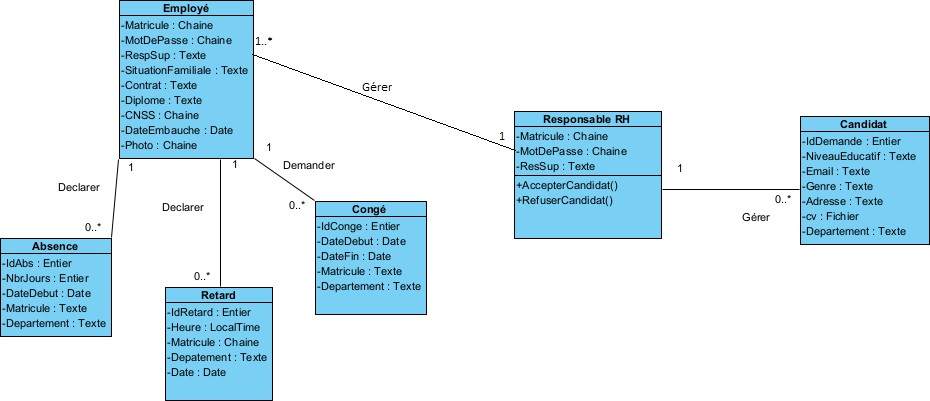 Employé
-Matricule : Chaine
-MotDePasse : Chaine
-RespSup : Texte
-SituationFamiliale : Texte
-Contrat : Texte
-Diplome : Texte
-CNSS : Chaine
-DateEmbauche : Date
-Photo : Chaine
1..*
Gérer
1
Responsable RH
-Matricule : Chaine
-MotDePasse : Chaine
-ResSup : Texte
+AccepterCandidat()
+RefuserCandidat()
1
0..*
Gérer
Candidat
-IdDemande : Entier
-NiveauEducatif : Texte
-Email : Texte
-Genre : Texte
-Adresse : Texte
-cv : Fichier
-Departement : Texte
1
Declarer
0..*
Absence
-IdAbs : Entier
-NbrJours : Entier
-DateDebut : Date
-Matricule : Texte
-Departement : Texte
1
Declarer
0..*
Retard
-IdRetard : Entier
-Heure : LocalTime
-Matricule : Chaine
-Depatement : Texte
-Date : Date
1
Demander
0..*
Congé
-IdConge : Entier
-DateDebut : Date
-DateFin : Date
-Matricule : Texte
-Departement : Texte